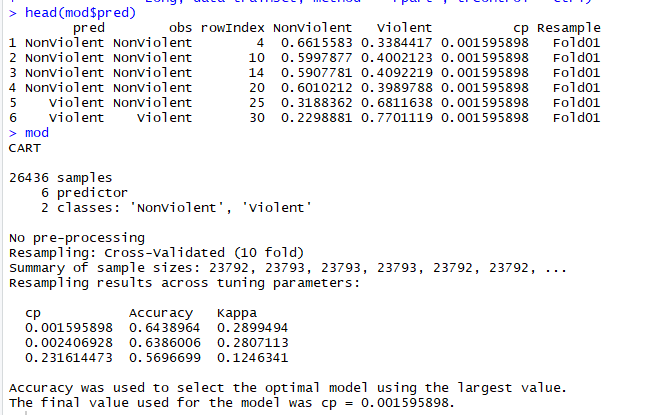 Long, data=trainset, method = "rpart", trControl = ctrl)
> head(mod$pred)
pred obs rowIndex NonViolent Violent cp Resample
1 NonViolent NonViolent 4 0.6615583 0.3384417 0.001595898 Fold01
2 NonViolent NonViolent 10 0.5997877 0.4002123 0.001595898 Fold01
3 NonViolent NonViolent 14 0.5907781 0.4092219 0.001595898 Fold01
4 NonViolent NonViolent 20 0.6010212 0.3989788 0.001595898 Fold01
5 Violent NonViolent 25 0.3188362 0.6811638 0.001595898 Fold01
6 Violent Violent 30 0.2298881 0.7701119 0.001595898 Fold01
> mod
CART
26436 samples
6 predictor
2 classes: 'NonViolent', 'Violent'
No pre-processing
Resampling: Cross-Validated (10 fold)
Summary of sample sizes: 23792, 23793, 23793, 23793, 23792, 23792, ...
Resampling results across tuning parameters:
cp Accuracy Kappa
0.001595898 0.6438964 0.2899494
0.002406928 0.6386006 0.2807113
0.231614473 0.5696699 0.1246341
Accuracy was used to select the optimal model using the largest value.
The final value used for the model was cp = 0.001595898.